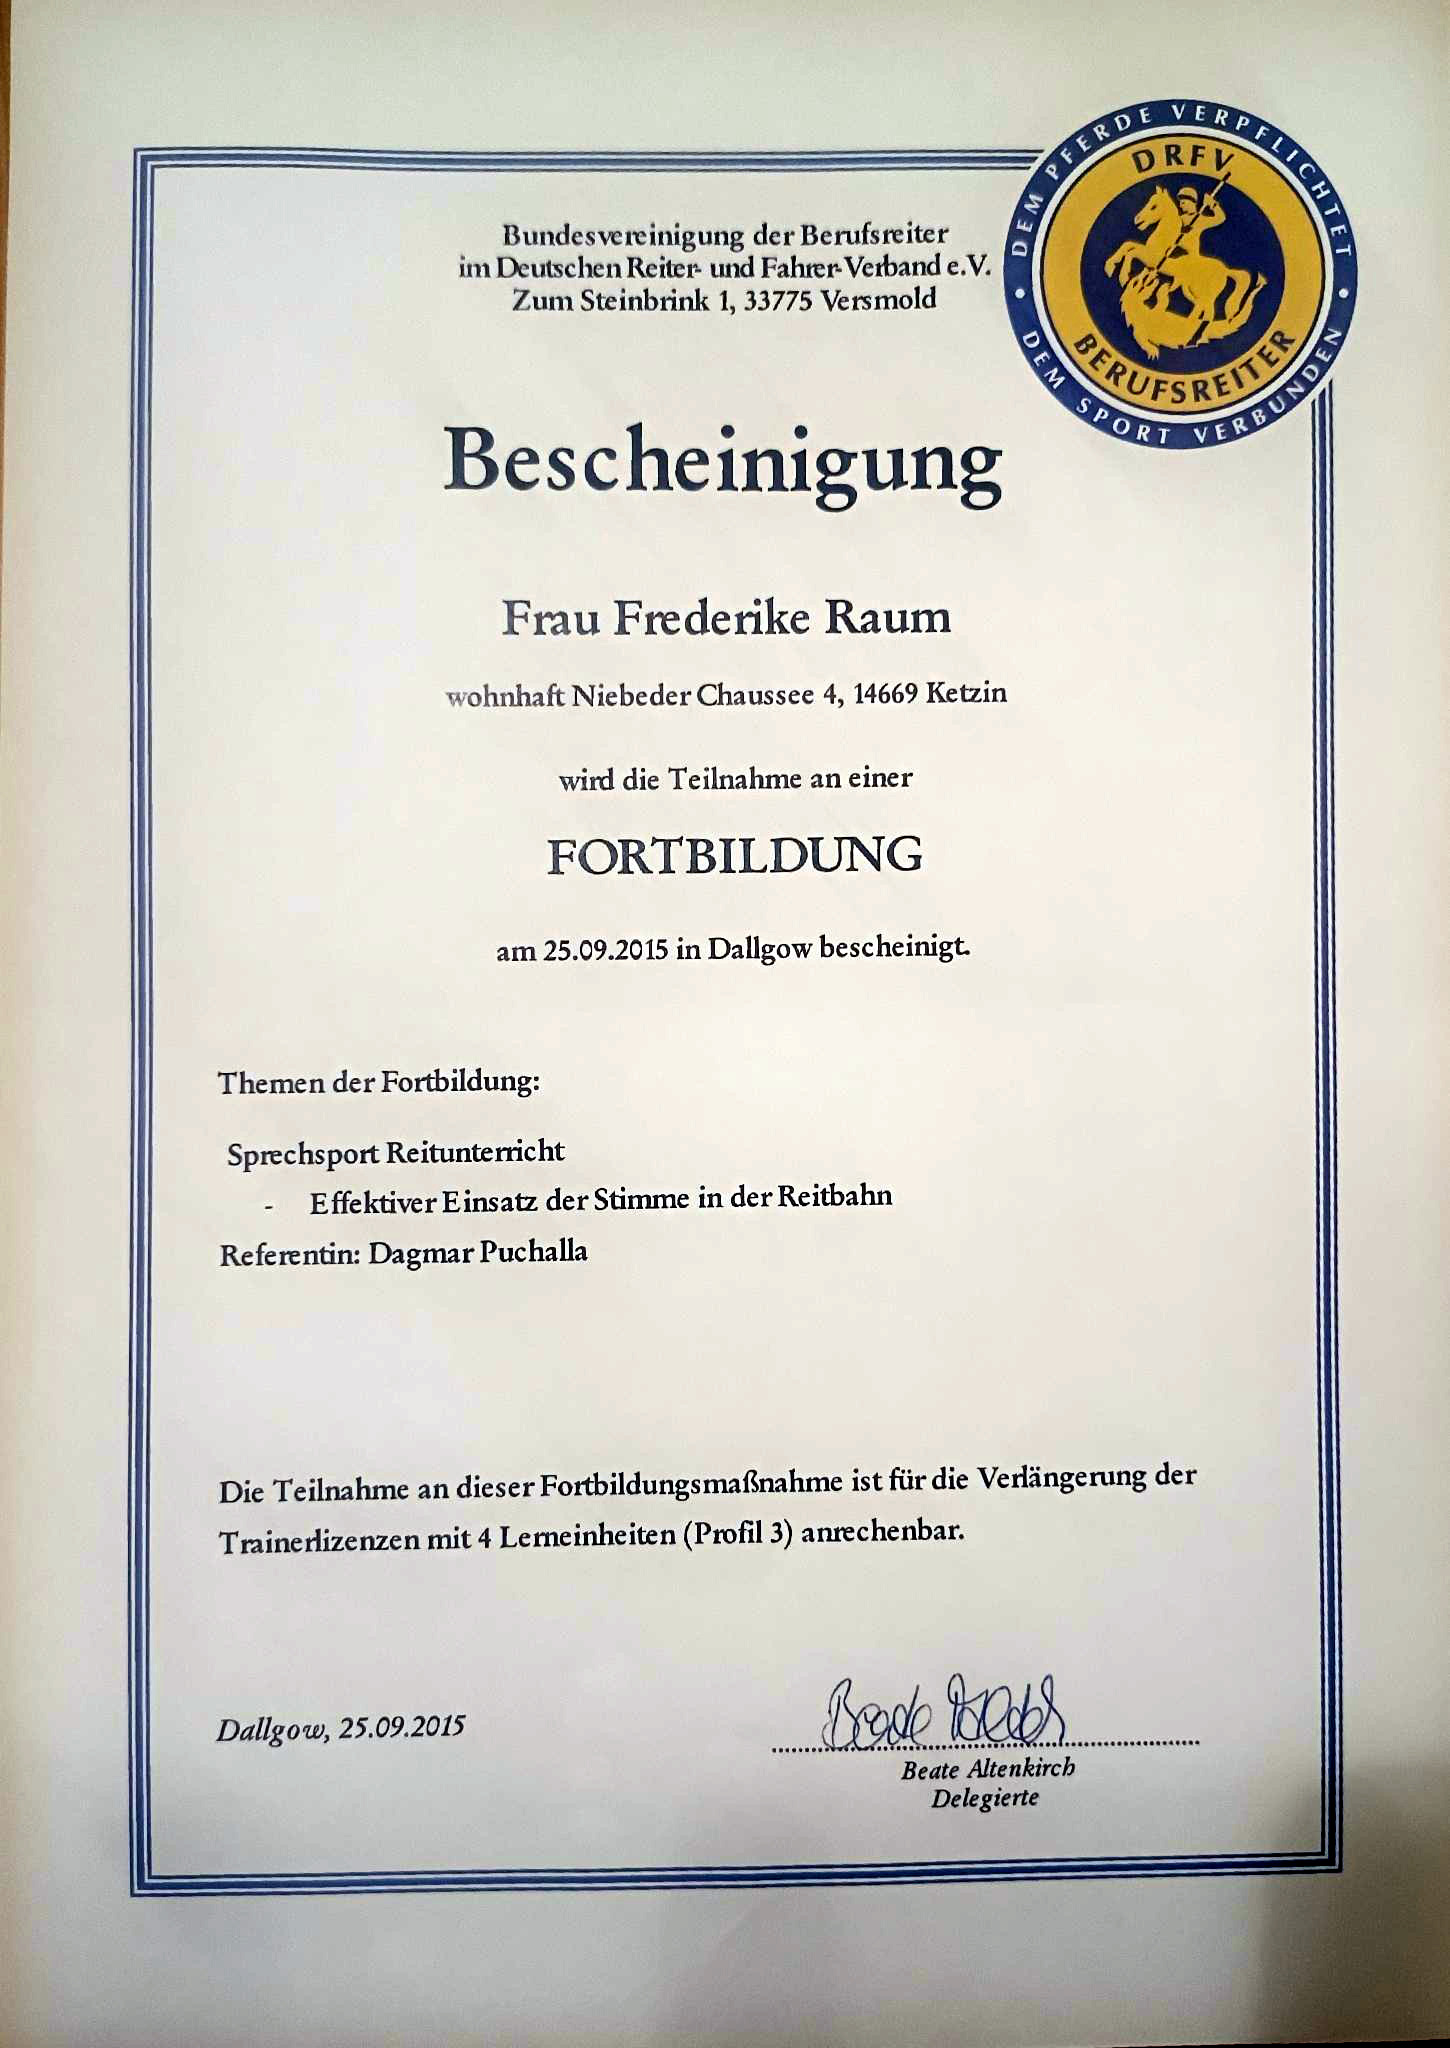 DEM PFERDE VERPFLICHTET
DRFV
BERUFSREITER
DEM SPORT VERBUNDEN
Bundesvereinigung der Berufsreiter
im Deutschen Reiter- und Fahrer-Verband e.V.
Zum Steinbrink 1, 33775 Versmold
Bescheinigung
Frau Frederike Raum
wohnhaft Niebeder Chaussee 4, 14669 Ketzin
wird die Teilnahme an einer
FORTBILDUNG
am 25.09.2015 in Dallgow bescheinigt.
Themen der Fortbildung:
Sprechsport Reitunterricht
- Effektiver Einsatz der Stimme in der Reitbahn
Referentin: Dagmar Puchalla
Die Teilnahme an dieser Fortbildungsmaßnahme ist für die Verlängerung der
Trainerlizenzen mit 4 Lerneinheiten (Profil 3) anrechenbar.
Dallgow, 25.09.2015
Beate Altenkirch
Delegierte